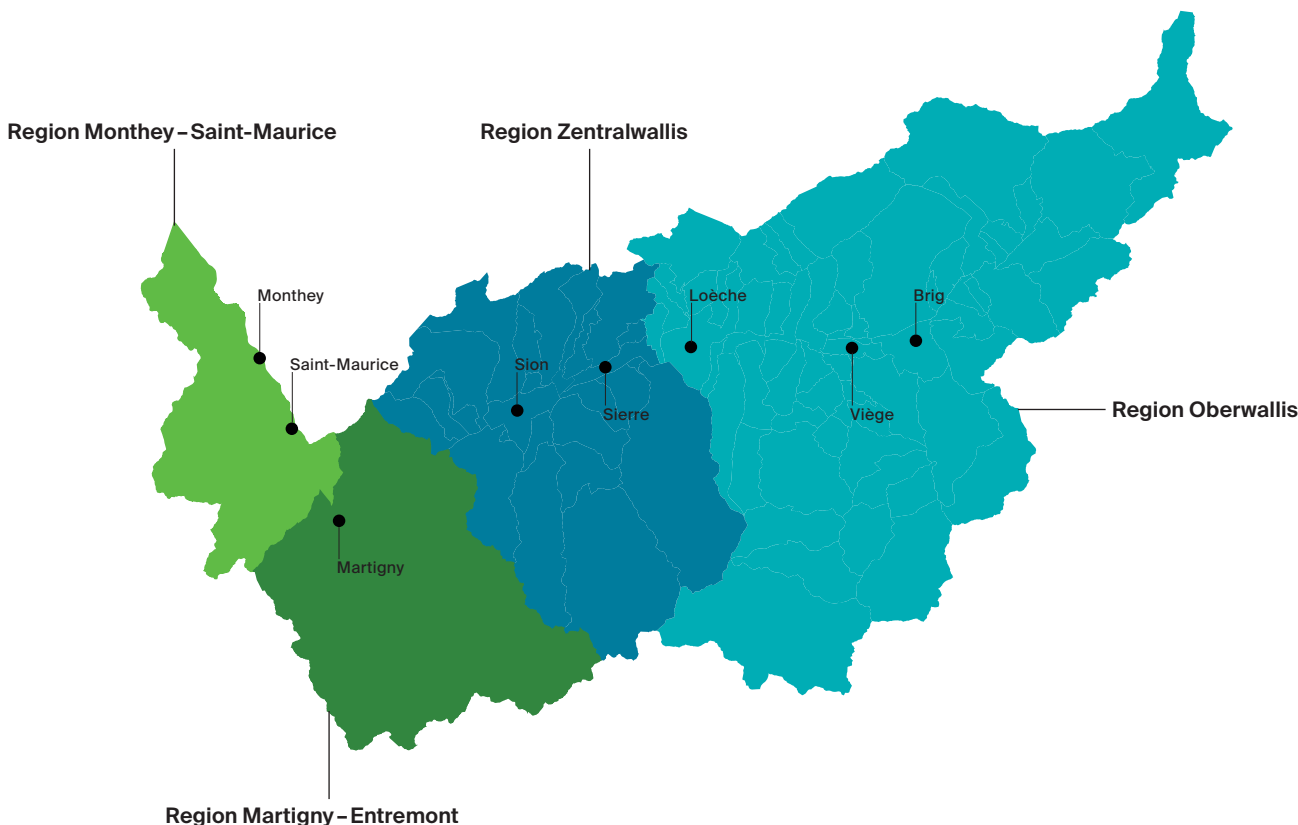 Region Monthey – Saint-Maurice
Region Zentralwallis
Monthey
Loèche
Brig
Saint-Maurice
Sion
Sierre
Viège
Region Oberwallis
Martigny
Region Martigny – Entremont